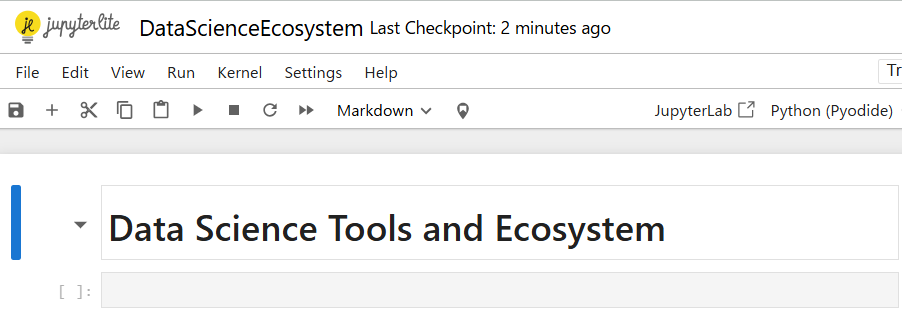 jupyterlite DataScienceEcosystem Last Checkpoint: 2 minutes ago
File Edit View Run Kernel Settings Help Tr
Markdown JupyterLab Python (Pyodide)
Data Science Tools and Ecosystem
[ ]: